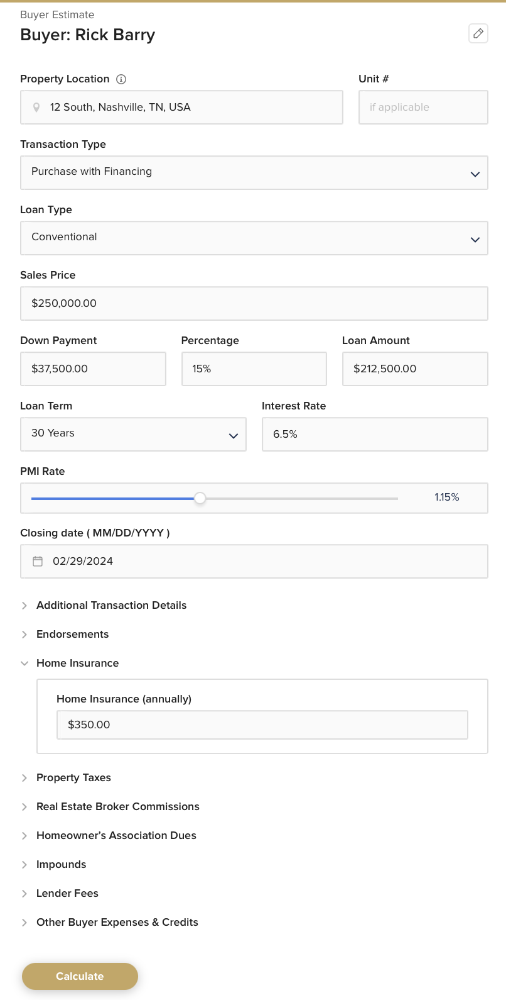 Buyer Estimate
Buyer: Rick Barry
Property Location Unit #
12 South, Nashville, TN, USA if applicable
Transaction Type
Purchase with Financing
Loan Type
Conventional
Sales Price
$250,000.00
Down Payment Percentage Loan Amount
$37,500.00 15% $212,500.00
Loan Term Interest Rate
30 Years 6.5%
PMI Rate
1.15%
Closing date ( MM/DD/YYYY )
02/29/2024
Additional Transaction Details
Endorsements
Home Insurance
Home Insurance (annually)
$350.00
Property Taxes
Real Estate Broker Commissions
Homeowner’s Association Dues
Impounds
Lender Fees
Other Buyer Expenses & Credits
Calculate